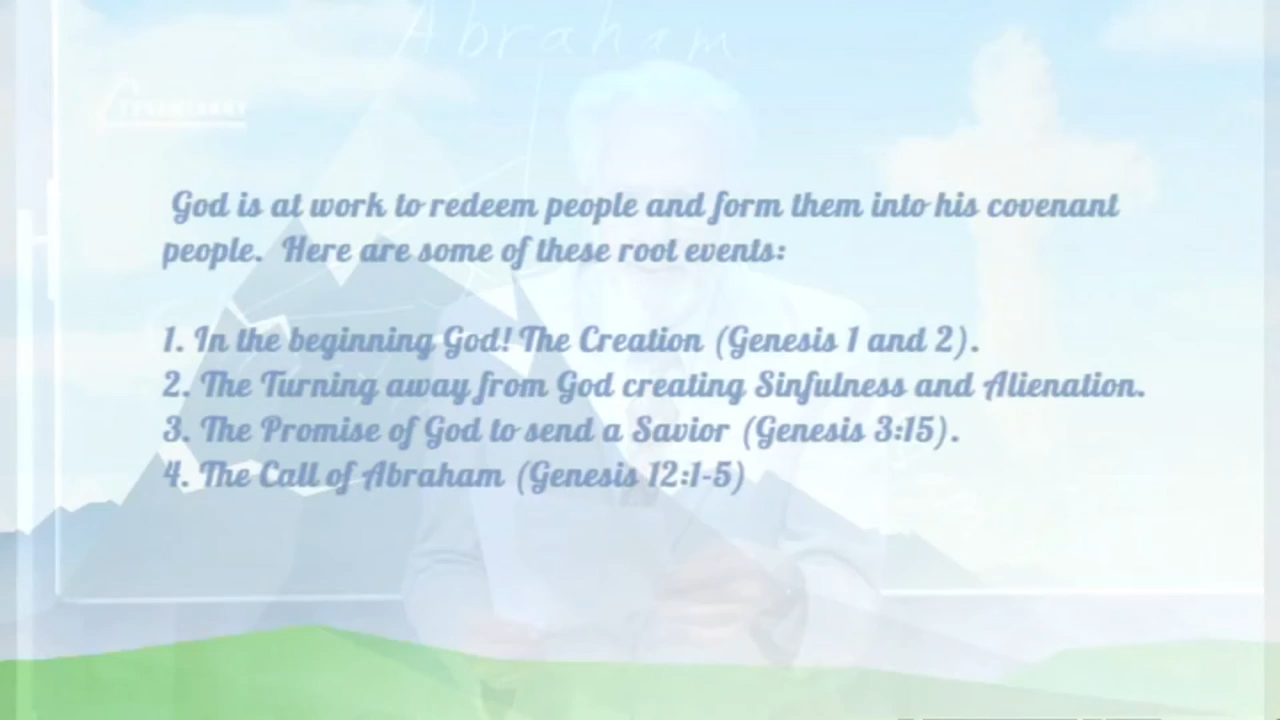 Abraham
God is at work to redeem people and form them into his covenant
people. Here are some of these root events:
1. In the beginning God! The Creation (Genesis 1 and 2).
2. The Turning away from God creating Sinfulness and Alienation.
3. The Promise of God to send a Savior (Genesis 3:15).
4. The Call of Abraham (Genesis 12:1-5)